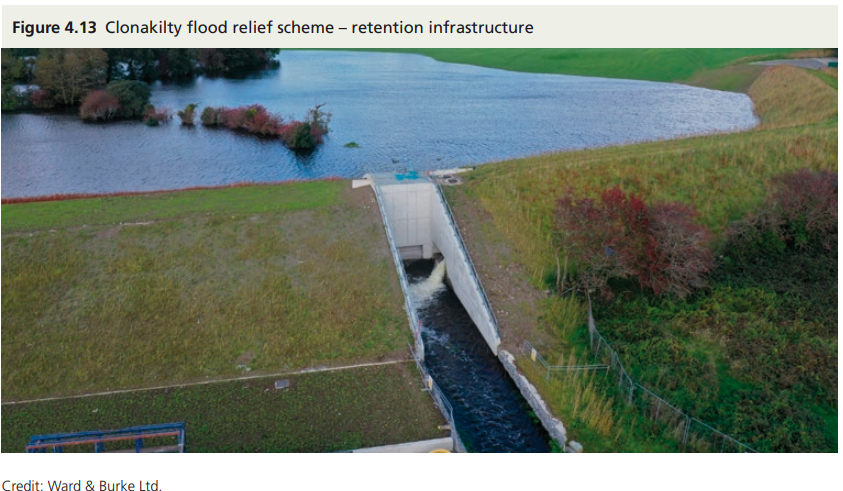 Figure 4.13 Clonakilty flood relief scheme – retention infrastructure
Credit: Ward & Burke Ltd.